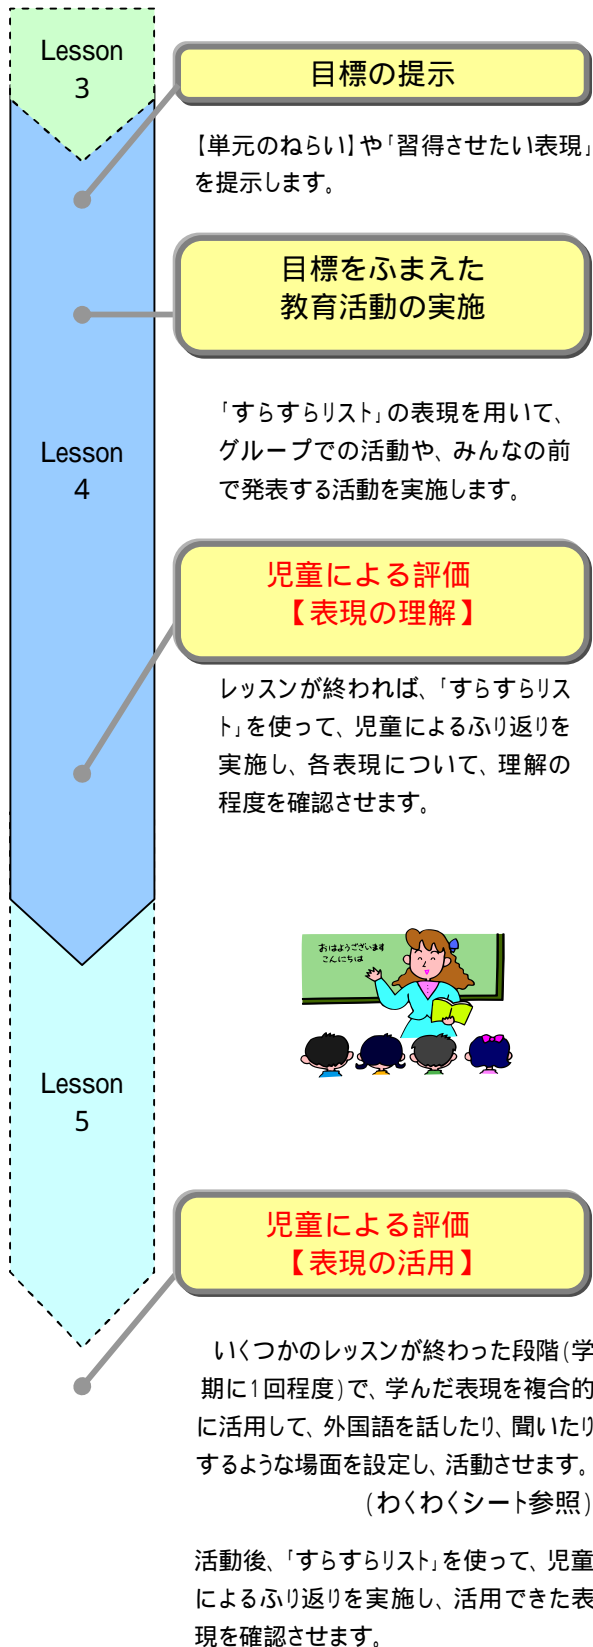 Lesson
3
目標の提示
【単元のねらい】や「習得させたい表現」
を提示します。
目標をふまえた
教育活動の実施
「すらすらリスト」の表現を用いて、
グループでの活動や、みんなの前
で発表する活動を実施します。
Lesson
4
児童による評価
【表現の理解】
レッスンが終われば、「すらすらリス
ト」を使って、児童によるふり返りを
実施し、各表現について、理解の
程度を確認させます。
おはようございます
こんにちは
Lesson
5
児童による評価
【表現の活用】
いくつかのレッスンが終わった段階(学
期に1回程度)で、学んだ表現を複合的
に活用して、外国語を話したり、聞いたり
するような場面を設定し、活動させます。
(わくわくシート参照)
活動後、「すらすらリスト」を使って、児童
によるふり返りを実施し、活用できた表
現を確認させます。